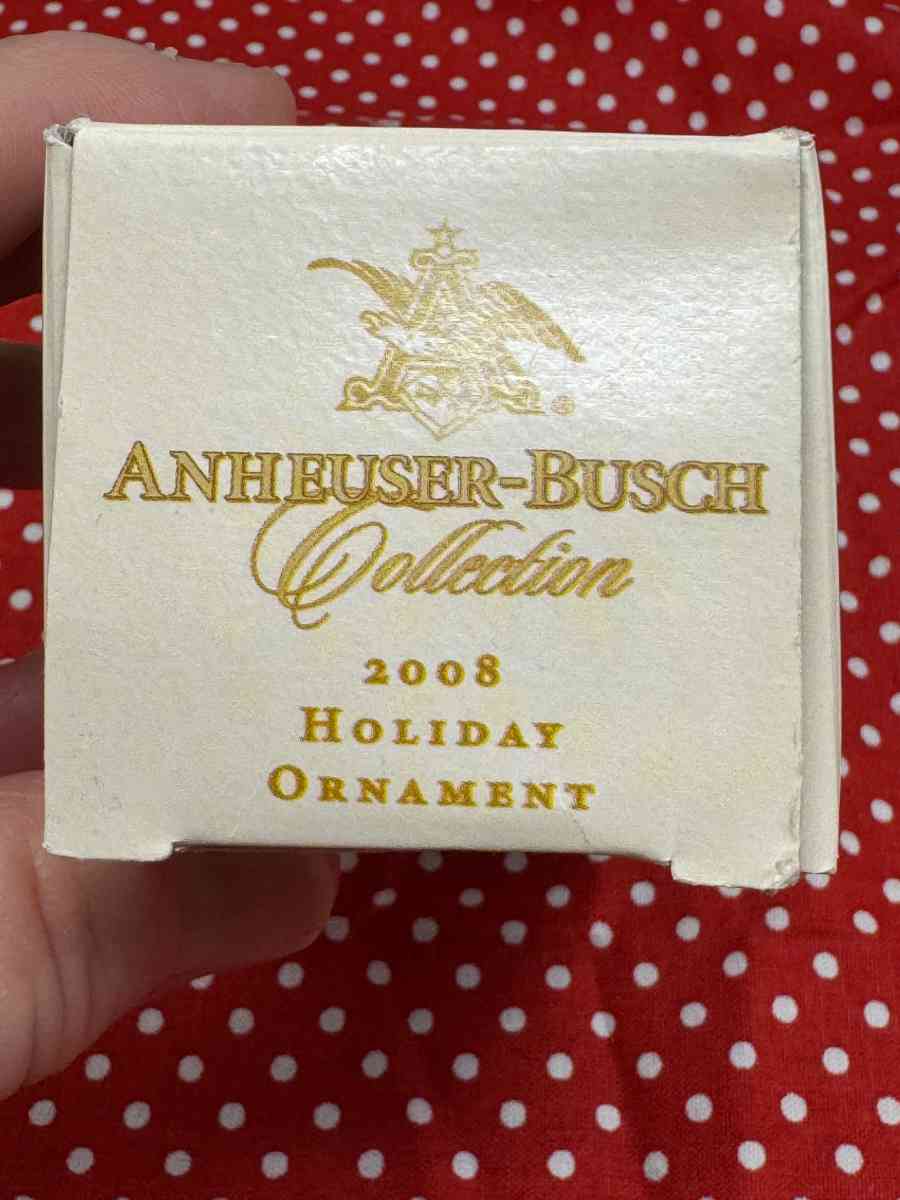 ANHEUSER-BUSCH
Collection
2008
HOLIDAY
ORNAMENT